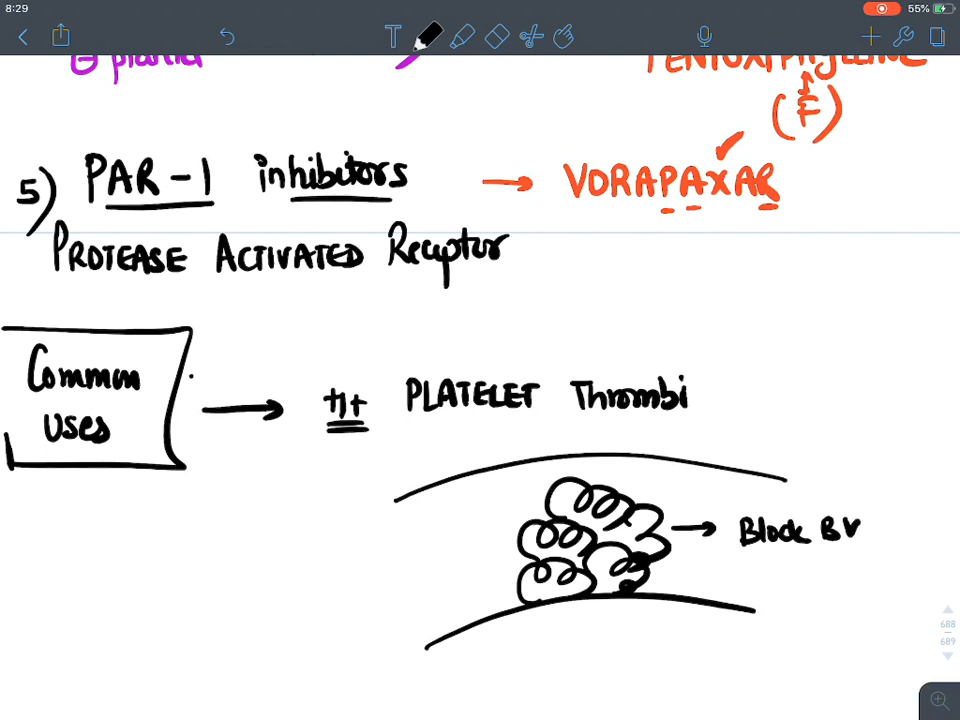 8:29
55%
T
PENTOXIPHYLLINE
(F)
5) PAR-1 inhibitors → VORAPAXAR
PROTEASE ACTIVATED Receptor
Common uses → PLATELET Thrombi
→ Block BV
688
689